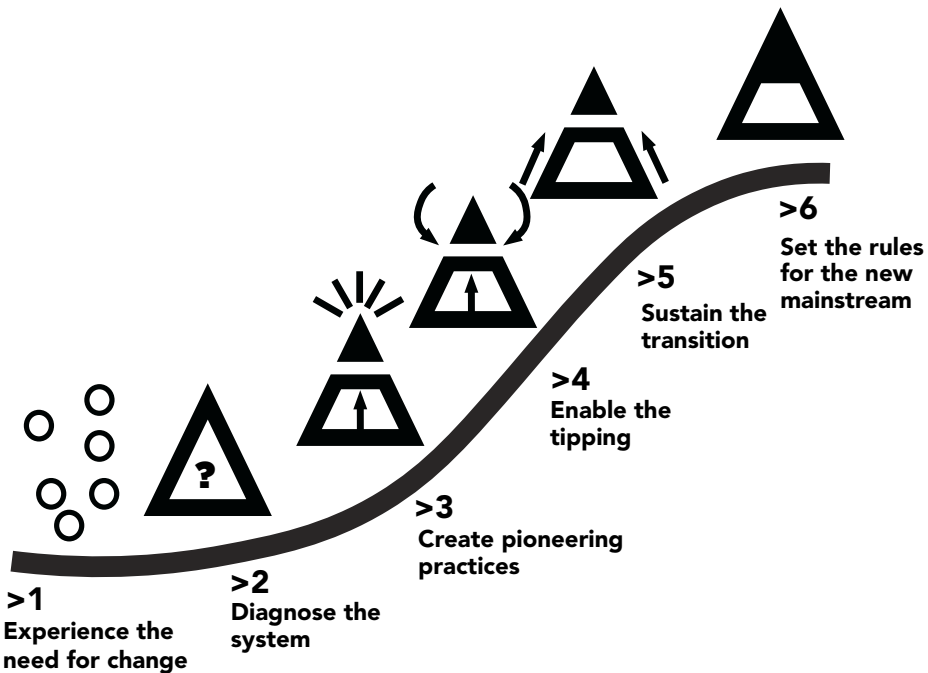 ?
>1
Experience the
need for change
>2
Diagnose the
system
>3
Create pioneering
practices
>4
Enable the
tipping
>5
Sustain the
transition
>6
Set the rules
for the new
mainstream